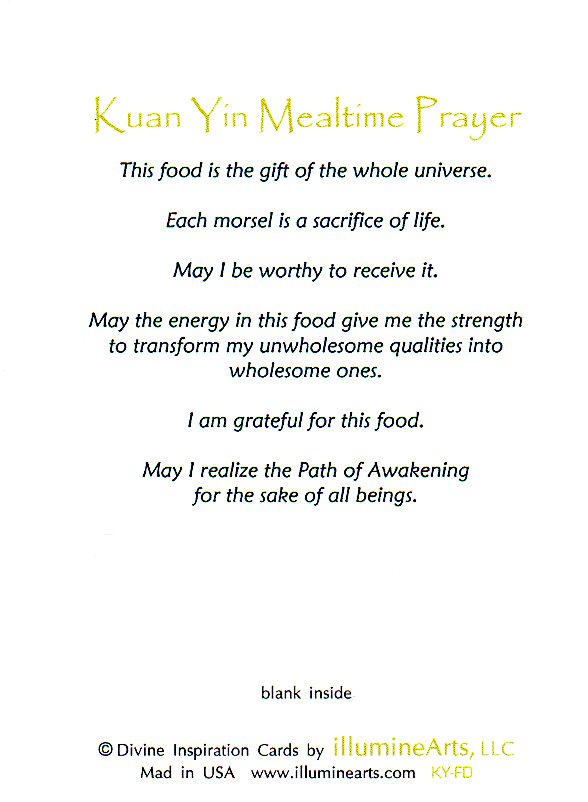 Kuan Yin Mealtime Prayer
This food is the gift of the whole universe.
Each morsel is a sacrifice of life.
May I be worthy to receive it.
May the energy in this food give me the strength
to transform my unwholesome qualities into
wholesome ones.
I am grateful for this food.
May I realize the Path of Awakening
for the sake of all beings.
blank inside
© Divine Inspiration Cards by illumineArts, LLC
Made in USA www.illuminearts.com KY-FD